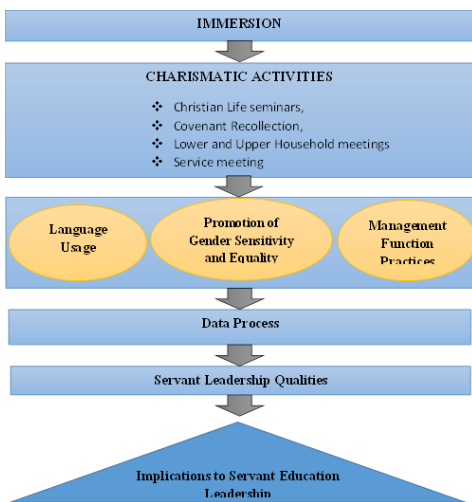 IMMERSION
CHARISMATIC ACTIVITIES
❖ Christian Life seminars,
❖ Covenant Recollection,
❖ Lower and Upper Household meetings
❖ Service meeting
Language
Usage
Promotion of
Gender Sensitivity
and Equality
Management
Function
Practices
Data Process
Servant Leadership Qualities
Implications to Servant Education
Leadership